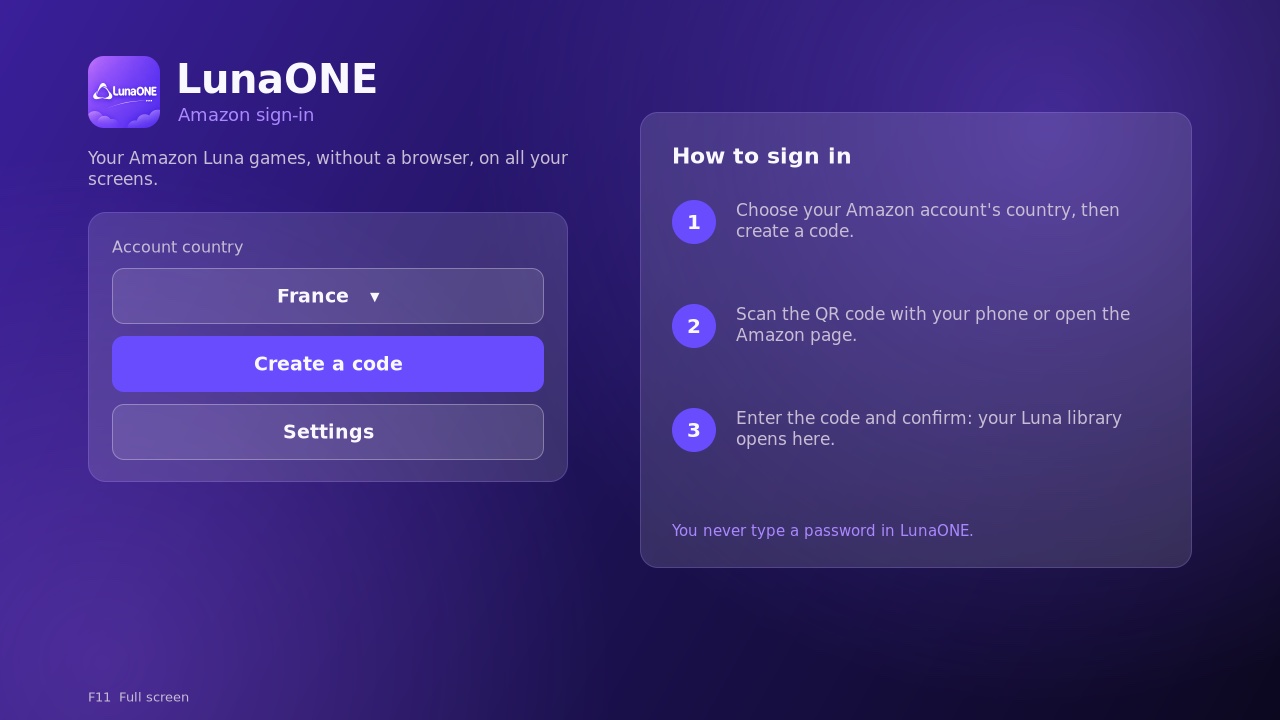 LunaONE
LunaONE
Amazon sign-in
Your Amazon Luna games, without a browser, on all your
screens.
Account country
France ▼
Create a code
Settings
How to sign in
1 Choose your Amazon account's country, then
create a code.
2 Scan the QR code with your phone or open the
Amazon page.
3 Enter the code and confirm: your Luna library
opens here.
You never type a password in LunaONE.
F11 Full screen